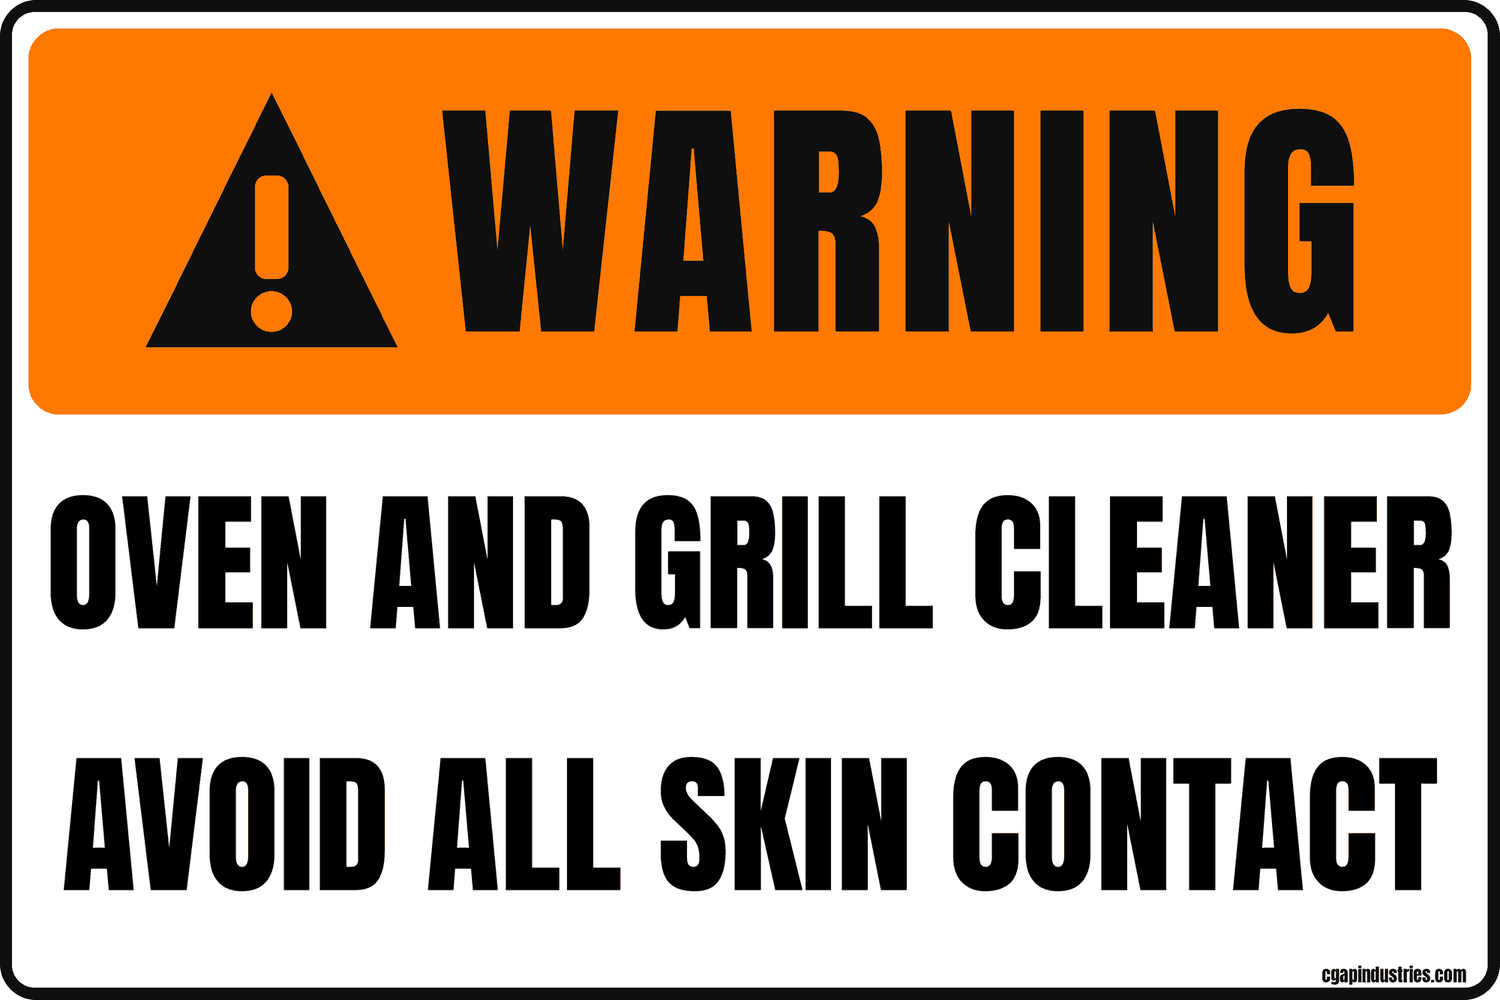 WARNING
OVEN AND GRILL CLEANER
AVOID ALL SKIN CONTACT
cgapindustries.com